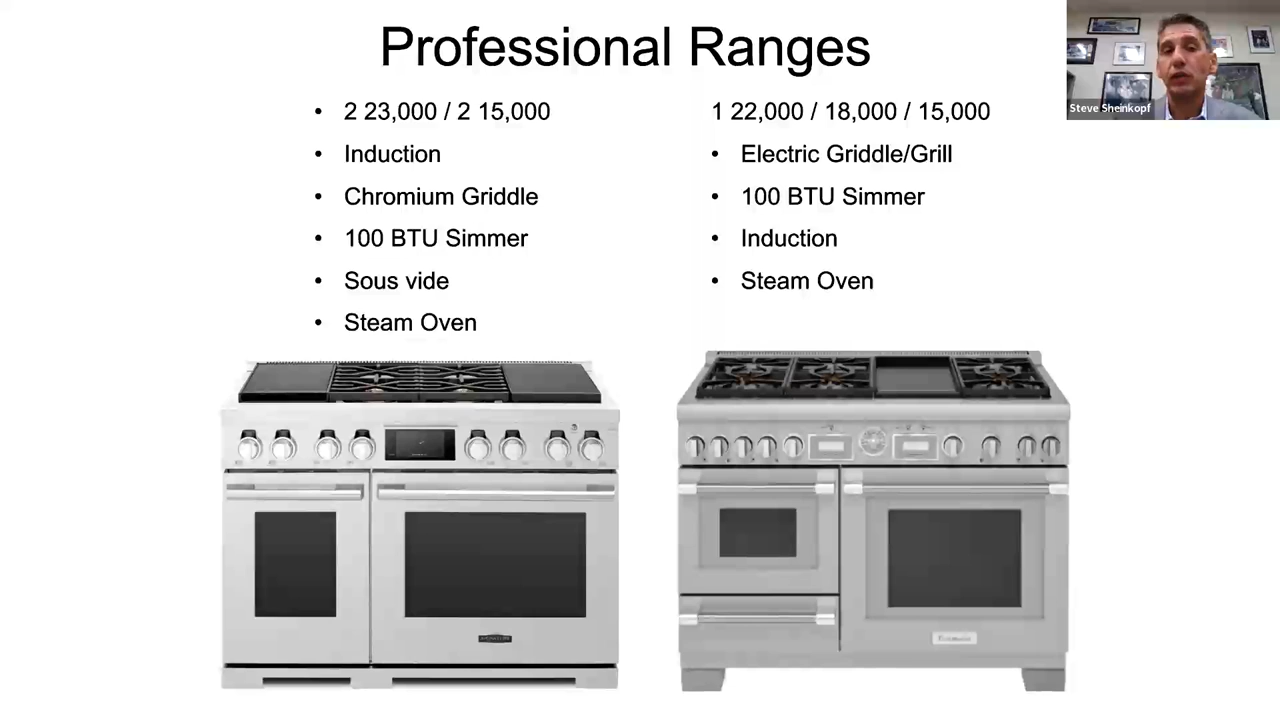 Professional Ranges
Steve Sheinkopf
• 2 23,000 / 2 15,000
• Induction
• Chromium Griddle
• 100 BTU Simmer
• Sous vide
• Steam Oven
1 22,000 / 18,000 / 15,000
• Electric Griddle/Grill
• 100 BTU Simmer
• Induction
• Steam Oven